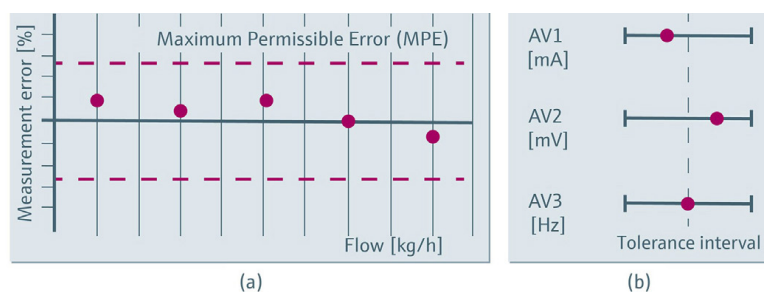 Measurement error [%]
Maximum Permissible Error (MPE)
Flow [kg/h]
(a)
AV1
[mA]
AV2
[mV]
AV3
[Hz]
Tolerance interval
(b)